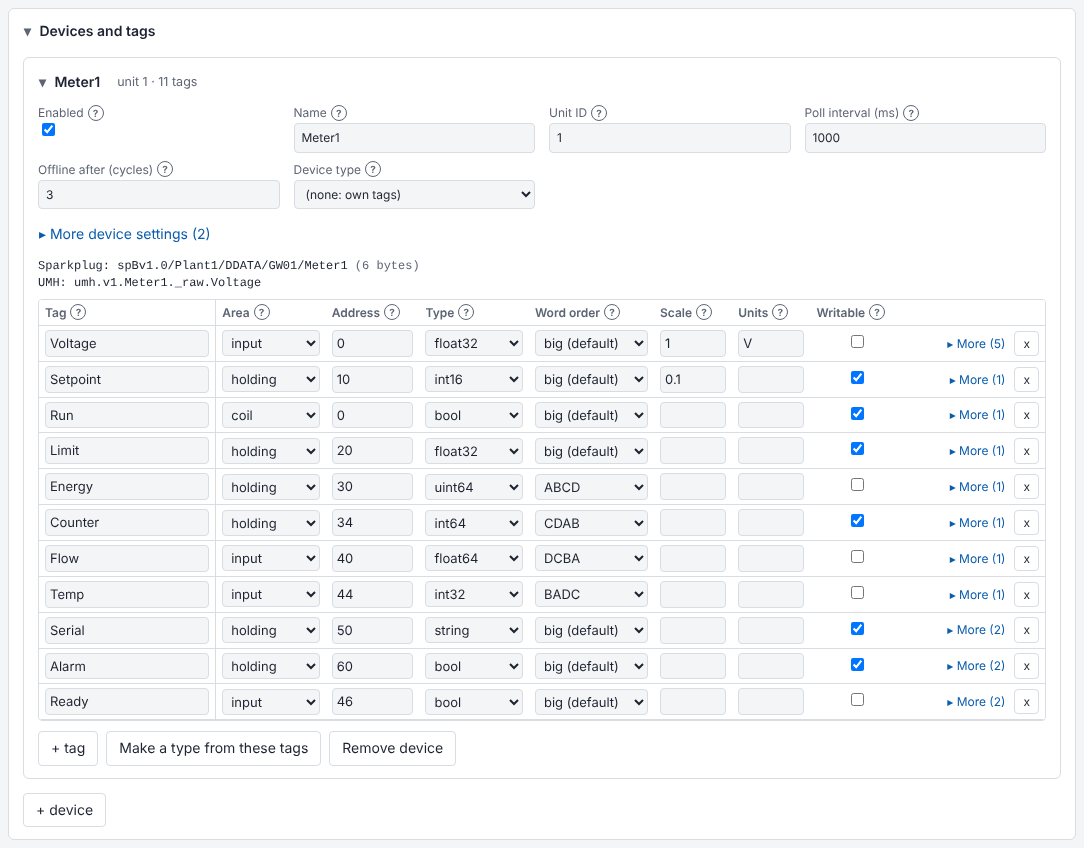 ▼ Devices and tags
▼ Meter1 unit 1 · 11 tags
Enabled ? Name ? Unit ID ? Poll interval (ms) ?
Meter1 1 1000
Offline after (cycles) ? Device type ?
3 (none: own tags)
▸ More device settings (2)
Sparkplug: spBv1.0/Plant1/DDATA/GW01/Meter1 (6 bytes)
UMH: umh.v1.Meter1._raw.Voltage
Tag ? Area ? Address ? Type ? Word order ? Scale ? Units ? Writable ?
Voltage input 0 float32 big (default) 1 V ▸ More (5) x
Setpoint holding 10 int16 big (default) 0.1 ▸ More (1) x
Run coil 0 bool big (default) ▸ More (1) x
Limit holding 20 float32 big (default) ▸ More (1) x
Energy holding 30 uint64 ABCD ▸ More (1) x
Counter holding 34 int64 CDAB ▸ More (1) x
Flow input 40 float64 DCBA ▸ More (1) x
Temp input 44 int32 BADC ▸ More (1) x
Serial holding 50 string big (default) ▸ More (2) x
Alarm holding 60 bool big (default) ▸ More (2) x
Ready input 46 bool big (default) ▸ More (2) x
+ tag Make a type from these tags Remove device
+ device